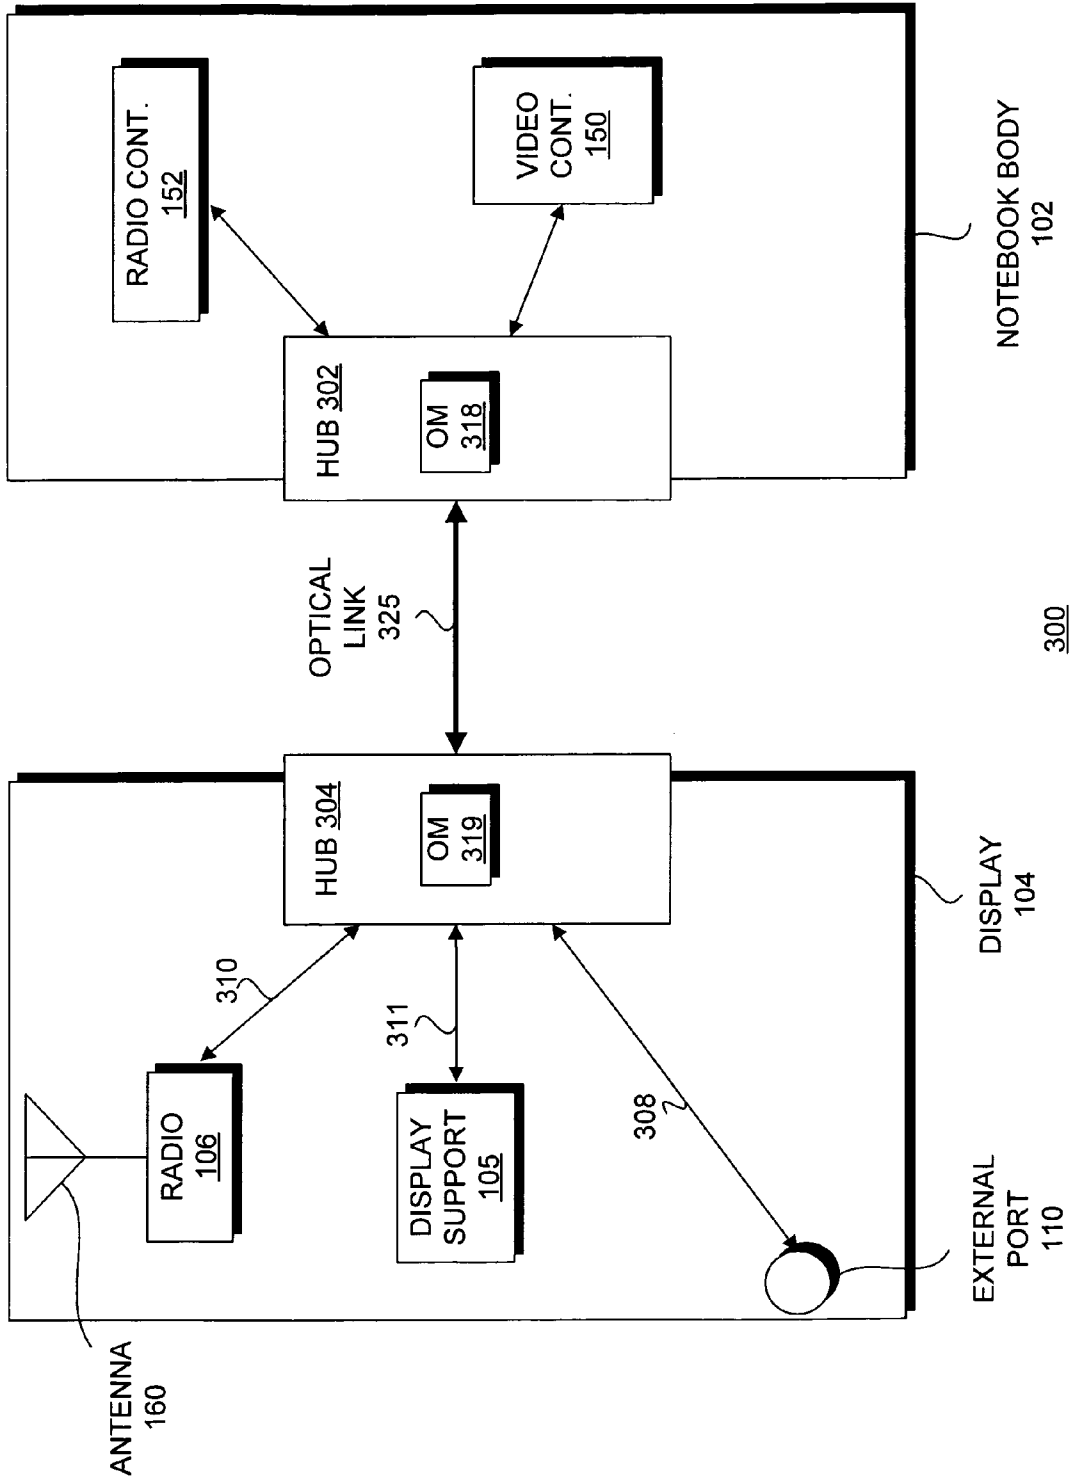 ANTENNA
160
RADIO
106
310
DISPLAY
SUPPORT
105
311
308
EXTERNAL
PORT
110
HUB 304
OM
319
DISPLAY
104
OPTICAL
LINK
325
300
HUB 302
OM
318
RADIO CONT.
152
VIDEO
CONT.
150
NOTEBOOK BODY
102